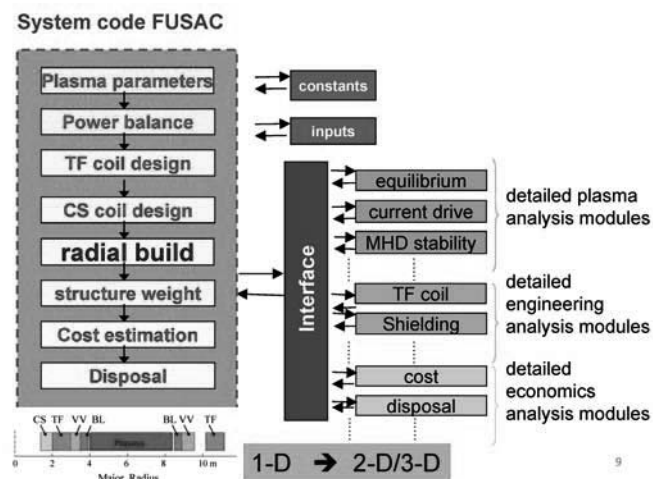 System code FUSAC
Plasma parameters
Power balance
TF coil design
CS coil design
radial build
structure weight
Cost estimation
Disposal
constants
inputs
Interface
equilibrium
current drive
MHD stability
detailed plasma
analysis modules
TF coil
Shielding
detailed
engineering
analysis modules
cost
disposal
detailed
economics
analysis modules
CS TF VV BL BL VV TF
Plasma
0 2 4 6 8 10 m
Major Radius
1-D → 2-D/3-D
9